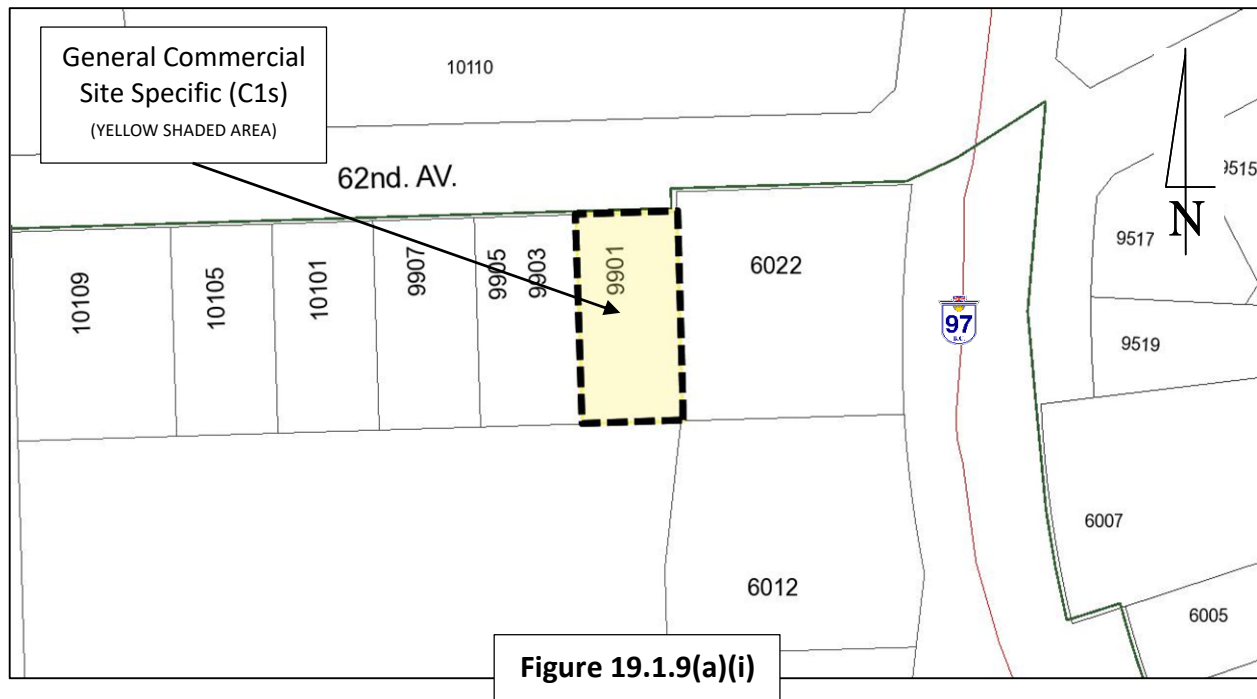 General Commercial
Site Specific (C1s)
(YELLOW SHADED AREA)
10110
62nd. AV.
10109
10105
10101
9907
9905
9903
9901
6022
97
B.C.
N
9515
9517
9519
6007
6012
6005
Figure 19.1.9(a)(i)